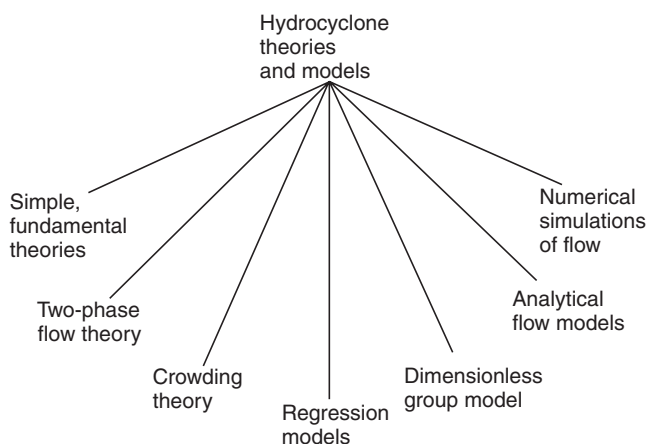 Hydrocyclone
theories
and models
Simple,
fundamental
theories
Two-phase
flow theory
Crowding
theory
Regression
models
Dimensionless
group model
Analytical
flow models
Numerical
simulations
of flow